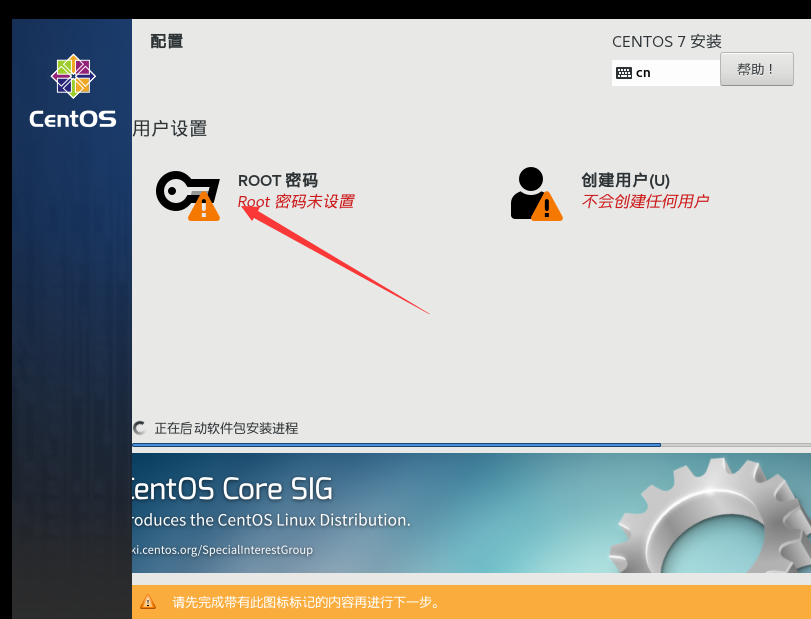 配置
CENTOS 7 安装
cn
帮助！
CentOS
用户设置
ROOT 密码
Root 密码未设置
创建用户(U)
不会创建任何用户
正在启动软件包安装进程
CentOS Core SIG
roduces the CentOS Linux Distribution.
ki.centos.org/SpecialInterestGroup
请先完成带有此图标标记的内容再进行下一步。